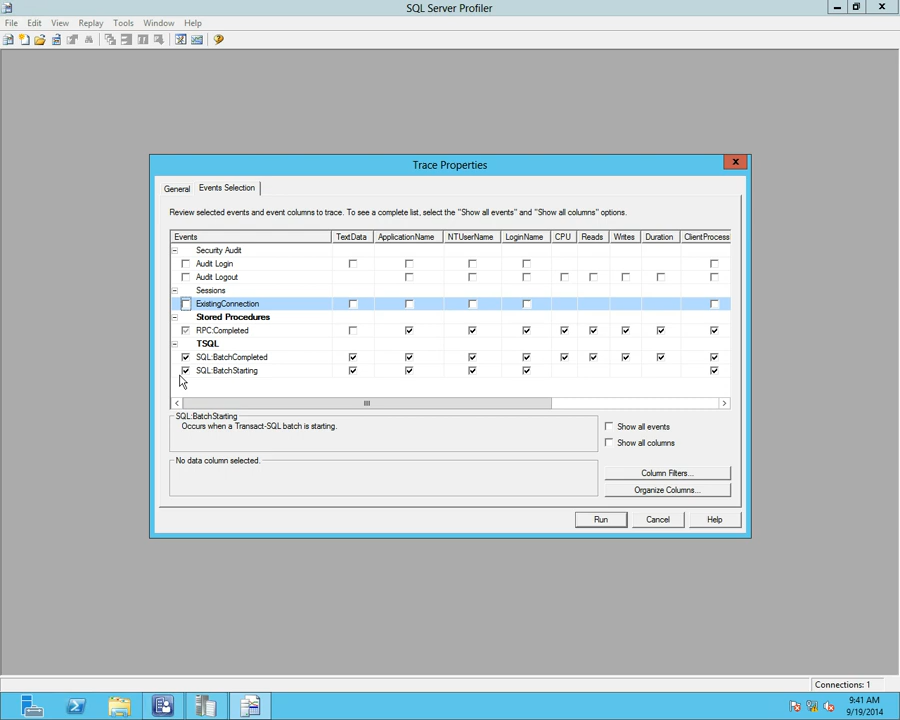 SQL Server Profiler
File Edit View Replay Tools Window Help
Trace Properties
General Events Selection
Review selected events and event columns to trace. To see a complete list, select the "Show all events" and "Show all columns" options.
Events TextData ApplicationName NTUserName LoginName CPU Reads Writes Duration ClientProcess
Security Audit
Audit Login
Audit Logout
Sessions
ExistingConnection
Stored Procedures
RPC:Completed
TSQL
SQL:BatchCompleted
SQL:BatchStarting
SQL:BatchStarting
Occurs when a Transact-SQL batch is starting.
Show all events
Show all columns
No data column selected.
Column Filters...
Organize Columns...
Run Cancel Help
Connections: 1
9:41 AM
9/19/2014